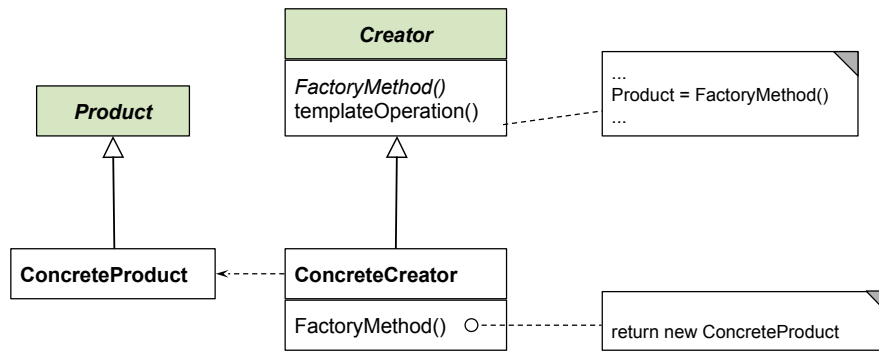 Creator
FactoryMethod()
templateOperation()
...
Product = FactoryMethod()
...
Product
ConcreteProduct
ConcreteCreator
FactoryMethod()
return new ConcreteProduct